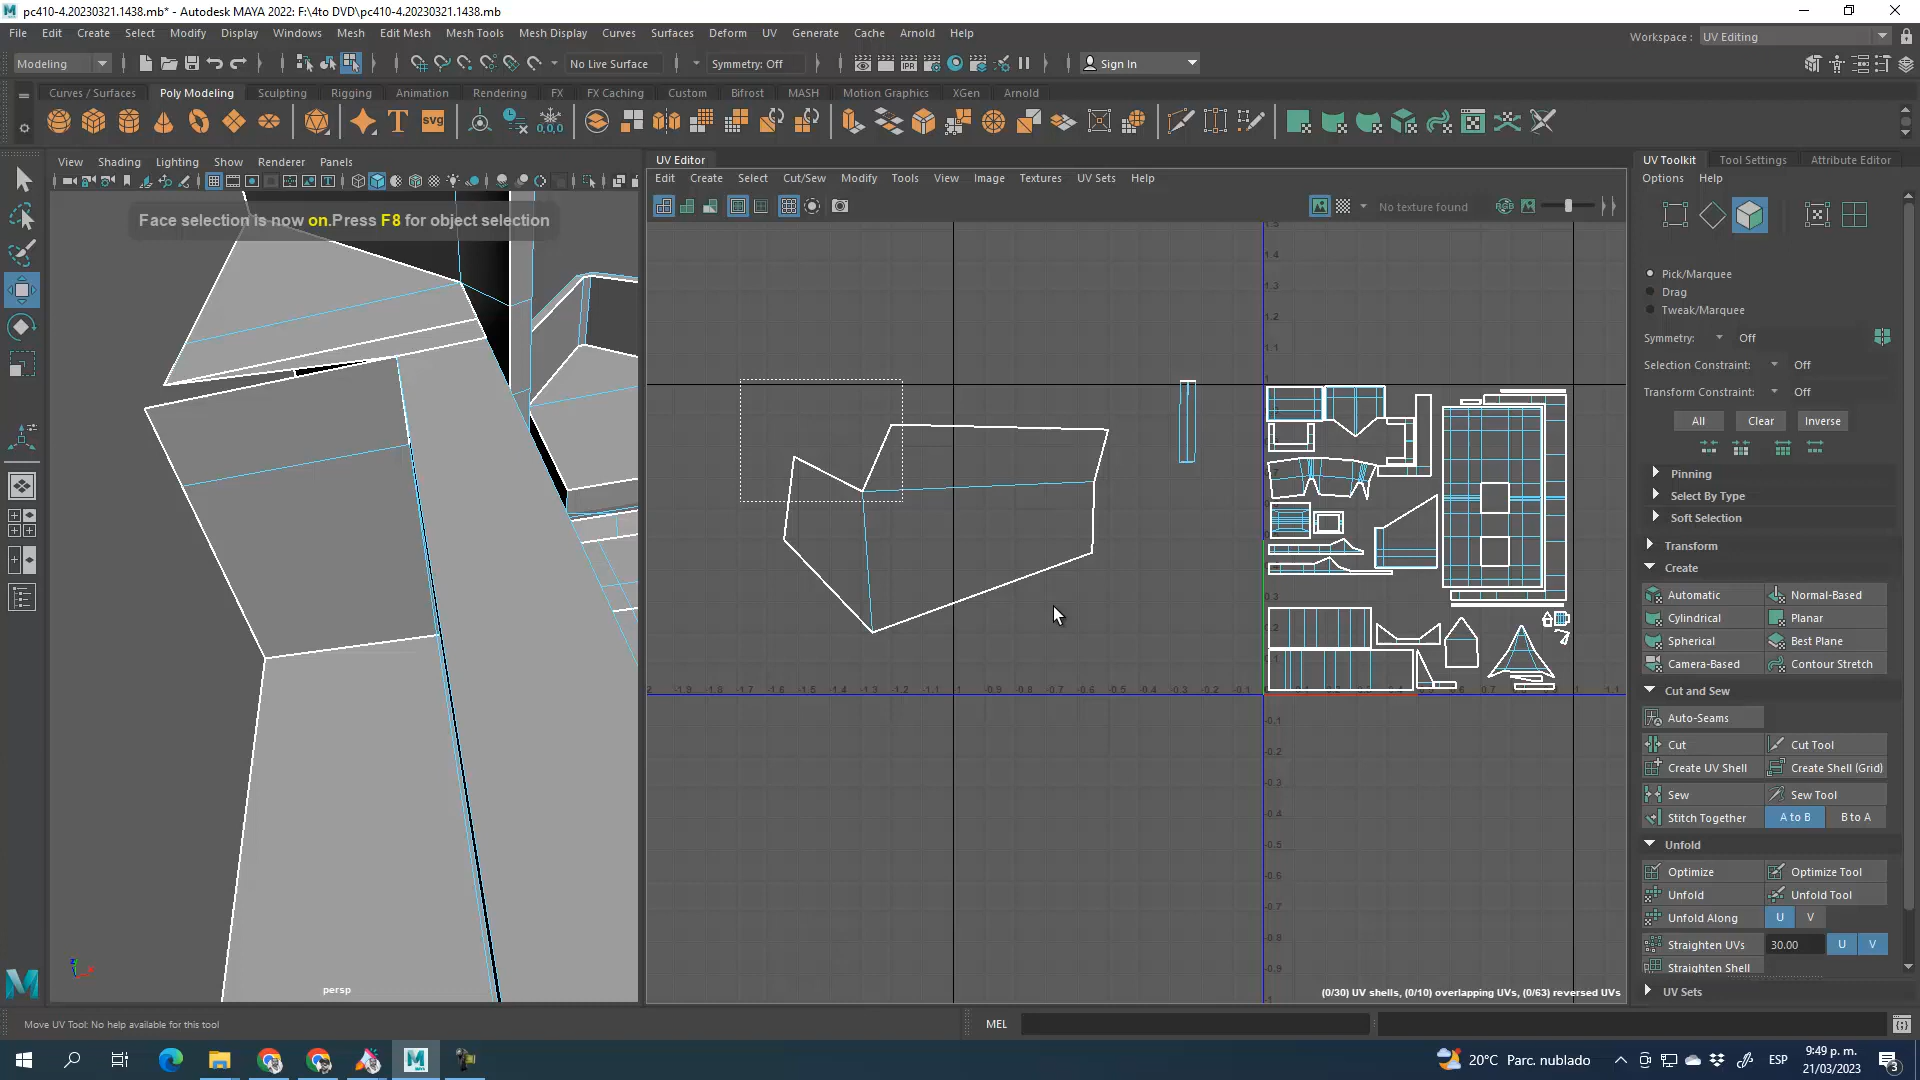 pc410-4.20230321.1438.mb* - Autodesk MAYA 2022: F:\4to DVD\pc410-4.20230321.1438.mb
File Edit Create Select Modify Display Windows Mesh Edit Mesh Mesh Tools Mesh Display Curves Surfaces Deform UV Generate Cache Arnold Help
Workspace : UV Editing
Modeling No Live Surface Symmetry: Off Sign In
Curves / Surfaces Poly Modeling Sculpting Rigging Animation Rendering FX FX Caching Custom Bifrost MASH Motion Graphics XGen Arnold
View Shading Lighting Show Renderer Panels
UV Editor
UV Toolkit Tool Settings Attribute Editor
Edit Create Select Cut/Sew Modify Tools View Image Textures UV Sets Help
Options Help
No texture found
Face selection is now on.Press F8 for object selection
Pick/Marquee
Drag
Tweak/Marquee
Symmetry: Off
Selection Constraint: Off
Transform Constraint: Off
All Clear Inverse
Pinning
Select By Type
Soft Selection
Transform
Create
Automatic Normal-Based
Cylindrical Planar
Spherical Best Plane
Camera-Based Contour Stretch
Cut and Sew
Auto-Seams
Cut Cut Tool
Create UV Shell Create Shell (Grid)
Sew Sew Tool
Stitch Together A to B B to A
Unfold
Optimize Optimize Tool
Unfold Unfold Tool
Unfold Along U V
Straighten UVs 30.00 U V
Straighten Shell
UV Sets
persp
(0/30) UV shells, (0/10) overlapping UVs, (0/63) reversed UVs
Move UV Tool: No help available for this tool
MEL
20°C Parc. nublado
ESP
9:49 p. m.
21/03/2023
3